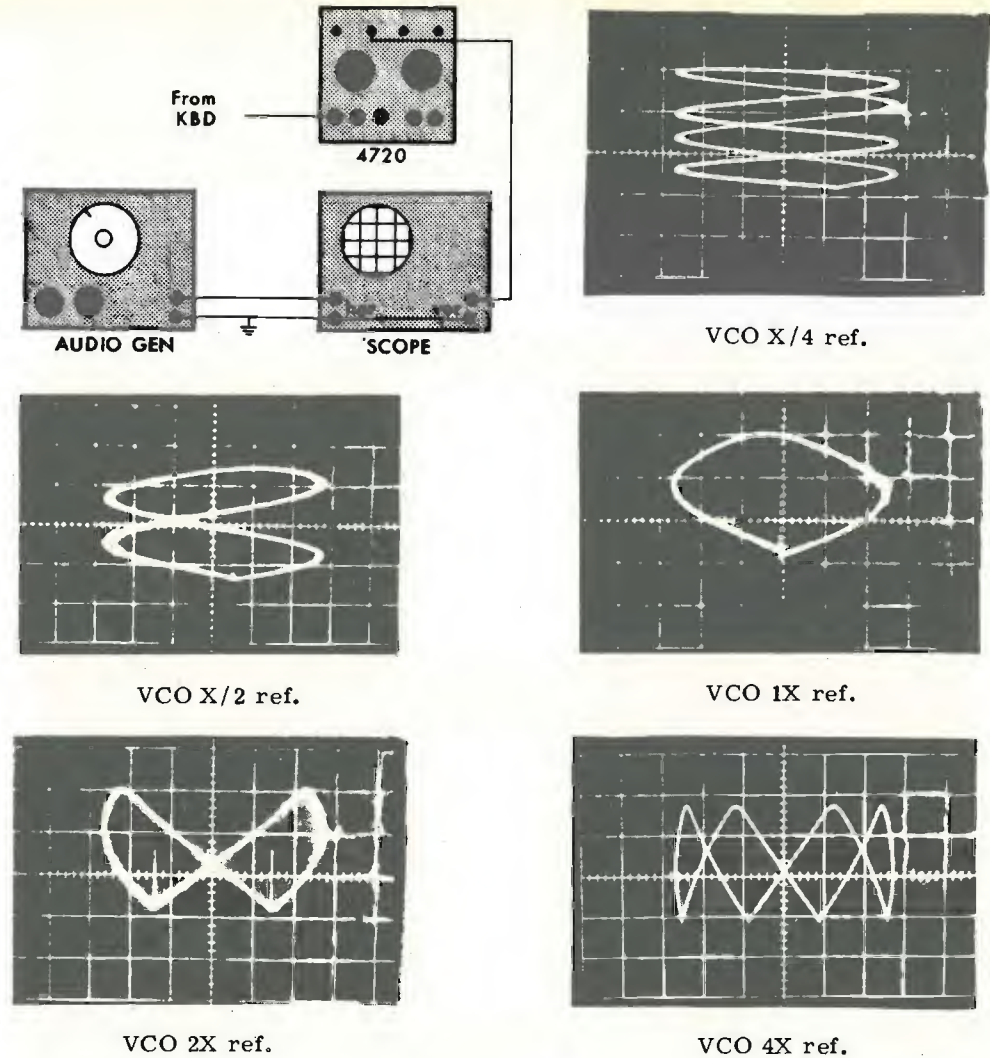 From
KBD
4720
AUDIO GEN
'SCOPE
VCO X/4 ref.
VCO X/2 ref.
VCO 1X ref.
VCO 2X ref.
VCO 4X ref.